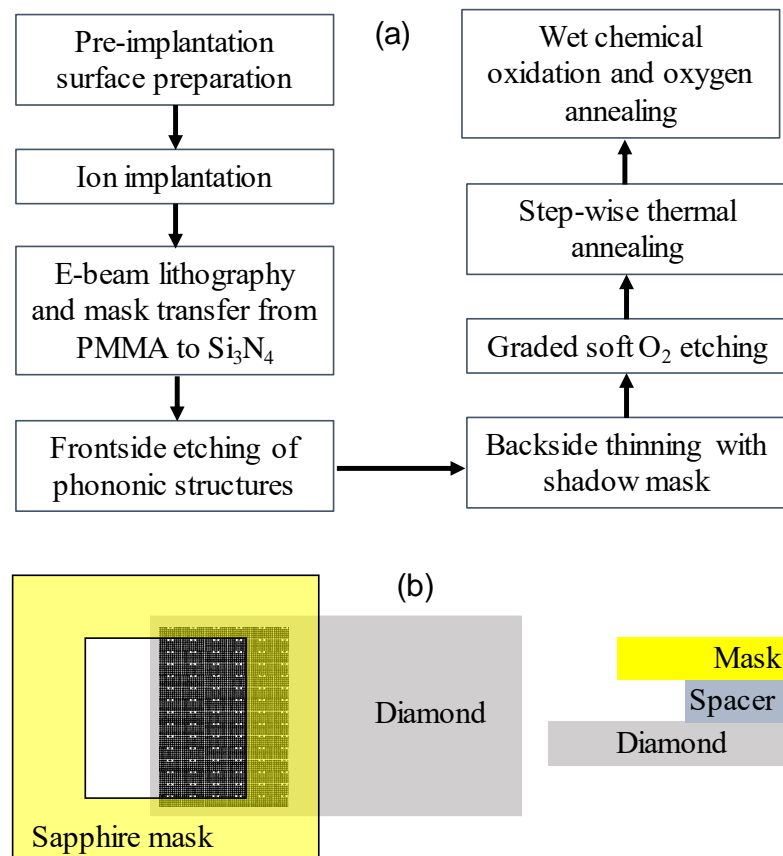 (a)
Pre-implantation
surface preparation
Ion implantation
E-beam lithography
and mask transfer from
PMMA to Si₃N₄
Frontside etching of
phononic structures
Backside thinning with
shadow mask
Graded soft O₂ etching
Step-wise thermal
annealing
Wet chemical
oxidation and oxygen
annealing
(b)
Diamond
Sapphire mask
Mask
Spacer
Diamond